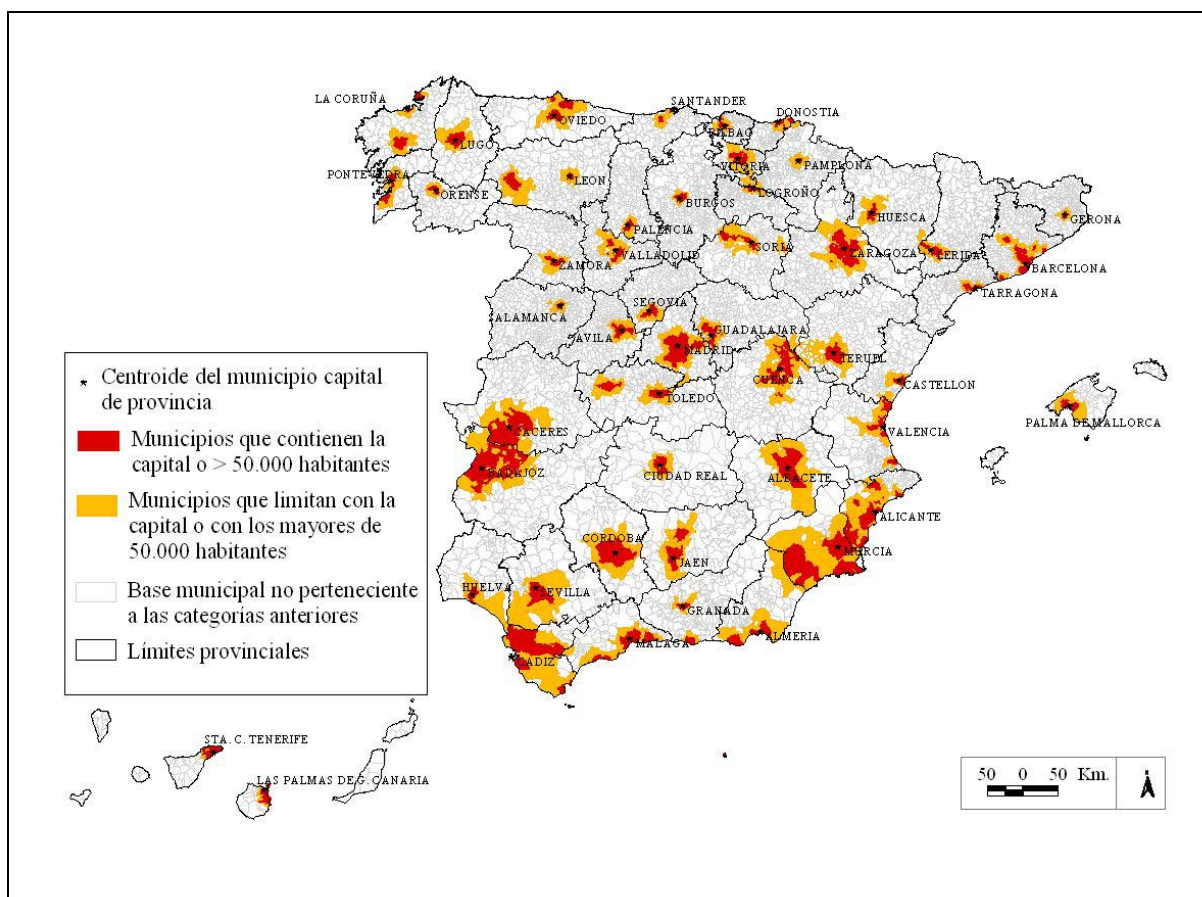 LA CORUÑA
SANTANDER
DONOSTIA
OVIEDO
BILBAO
LUGO
VITORIA
PAMPLONA
PONTEVEDRA
LEON
ORENSE
LOGROÑO
BURGOS
HUESCA
GERONA
PALENCIA
SORIA
VALLADOLID
ZARAGOZA
LERIDA
ZAMORA
BARCELONA
TARRAGONA
SEGOVIA
SALAMANCA
GUADALAJARA
AVILA
MADRID
TERUEL
CUENCA
CASTELLON
TOLEDO
PALMA DE MALLORCA
CACERES
VALENCIA
BADAJOZ
CIUDAD REAL
ALBACETE
ALICANTE
CORDOBA
MURCIA
JAEN
HUELVA
SEVILLA
GRANADA
MALAGA
ALMERIA
CADIZ
Centroide del municipio capital
de provincia
Municipios que contienen la
capital o > 50.000 habitantes
Municipios que limitan con la
capital o con los mayores de
50.000 habitantes
Base municipal no perteneciente
a las categorías anteriores
Límites provinciales
STA. C. TENERIFE
LAS PALMAS DE G. CANARIA
50 0 50 Km.